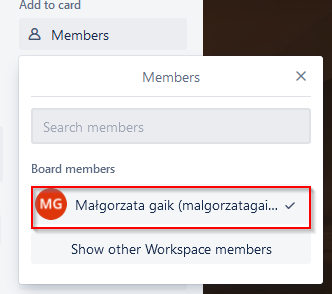 Add to card
Members
Members
Search members
Board members
MG Małgorzata gaik (malgorzatagai...
Show other Workspace members